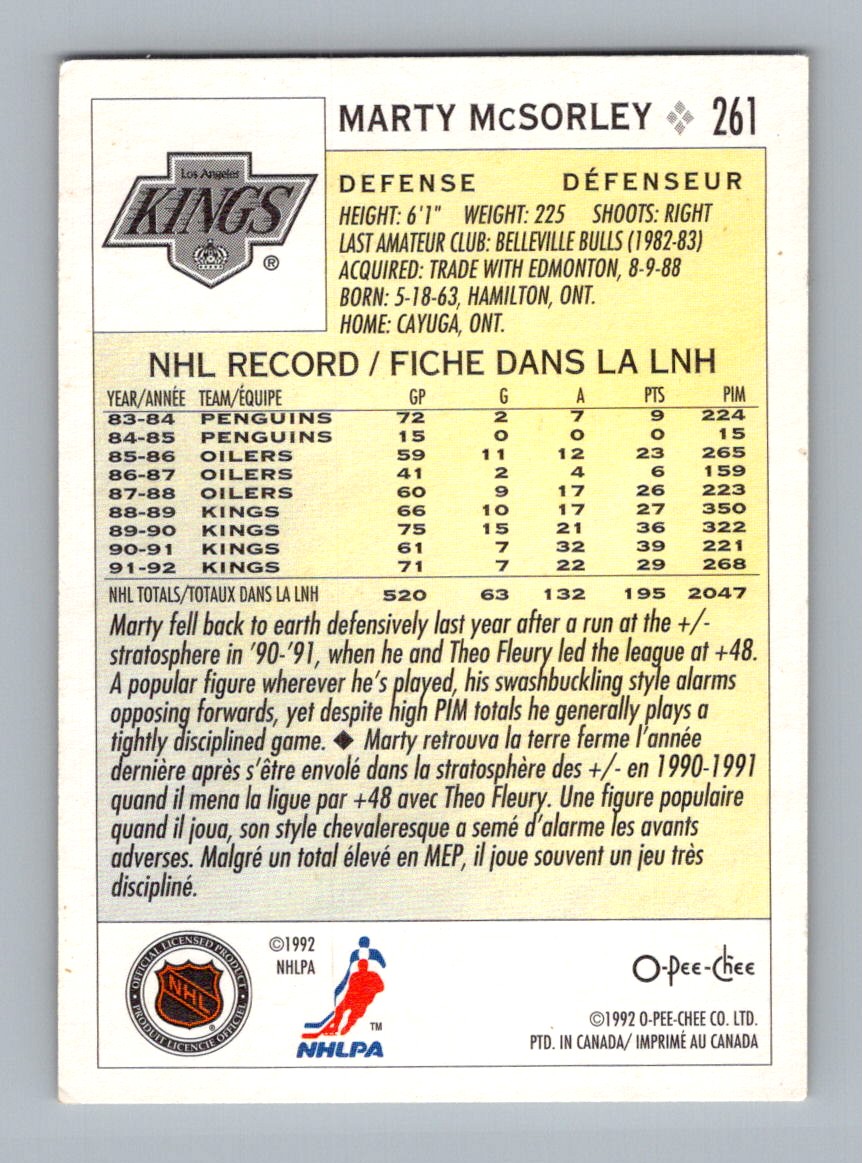 MARTY McSORLEY 261
Los Angeles
KINGS
®
DEFENSE DÉFENSEUR
HEIGHT: 6'1" WEIGHT: 225 SHOOTS: RIGHT
LAST AMATEUR CLUB: BELLEVILLE BULLS (1982-83)
ACQUIRED: TRADE WITH EDMONTON, 8-9-88
BORN: 5-18-63, HAMILTON, ONT.
HOME: CAYUGA, ONT.
NHL RECORD / FICHE DANS LA LNH
YEAR/ANNÉE TEAM/ÉQUIPE GP G A PTS PIM
83-84 PENGUINS 72 2 7 9 224
84-85 PENGUINS 15 0 0 0 15
85-86 OILERS 59 11 12 23 265
86-87 OILERS 41 2 4 6 159
87-88 OILERS 60 9 17 26 223
88-89 KINGS 66 10 17 27 350
89-90 KINGS 75 15 21 36 322
90-91 KINGS 61 7 32 39 221
91-92 KINGS 71 7 22 29 268
NHL TOTALS/TOTAUX DANS LA LNH 520 63 132 195 2047
Marty fell back to earth defensively last year after a run at the +/-
stratosphere in '90-'91, when he and Theo Fleury led the league at +48.
A popular figure wherever he's played, his swashbuckling style alarms
opposing forwards, yet despite high PIM totals he generally plays a
tightly disciplined game. ◆ Marty retrouva la terre ferme l'année
dernière après s'être envolé dans la stratosphère des +/- en 1990-1991
quand il mena la ligue par +48 avec Theo Fleury. Une figure populaire
quand il joua, son style chevaleresque a semé d'alarme les avants
adverses. Malgré un total élevé en MEP, il joue souvent un jeu très
discipliné.
OFFICIAL LICENSED PRODUCT
NHL
®
PRODUIT LICENCIE OFFICIEL
©1992
NHLPA
TM
NHLPA
O-Pee-Chee
©1992 O-PEE-CHEE CO. LTD.
PTD. IN CANADA/ IMPRIMÉ AU CANADA